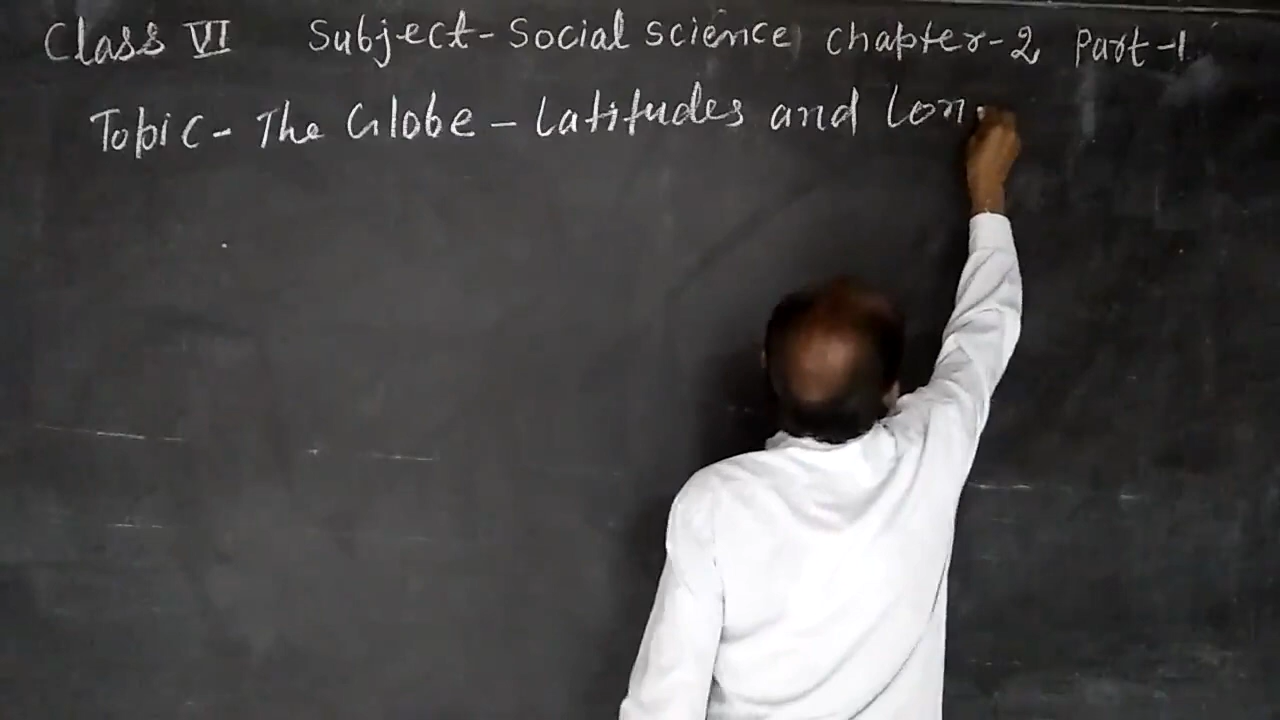 Class VI Subject - Social science chapter - 2 Part - 1
Topic - The Globe - Latitudes and Lon